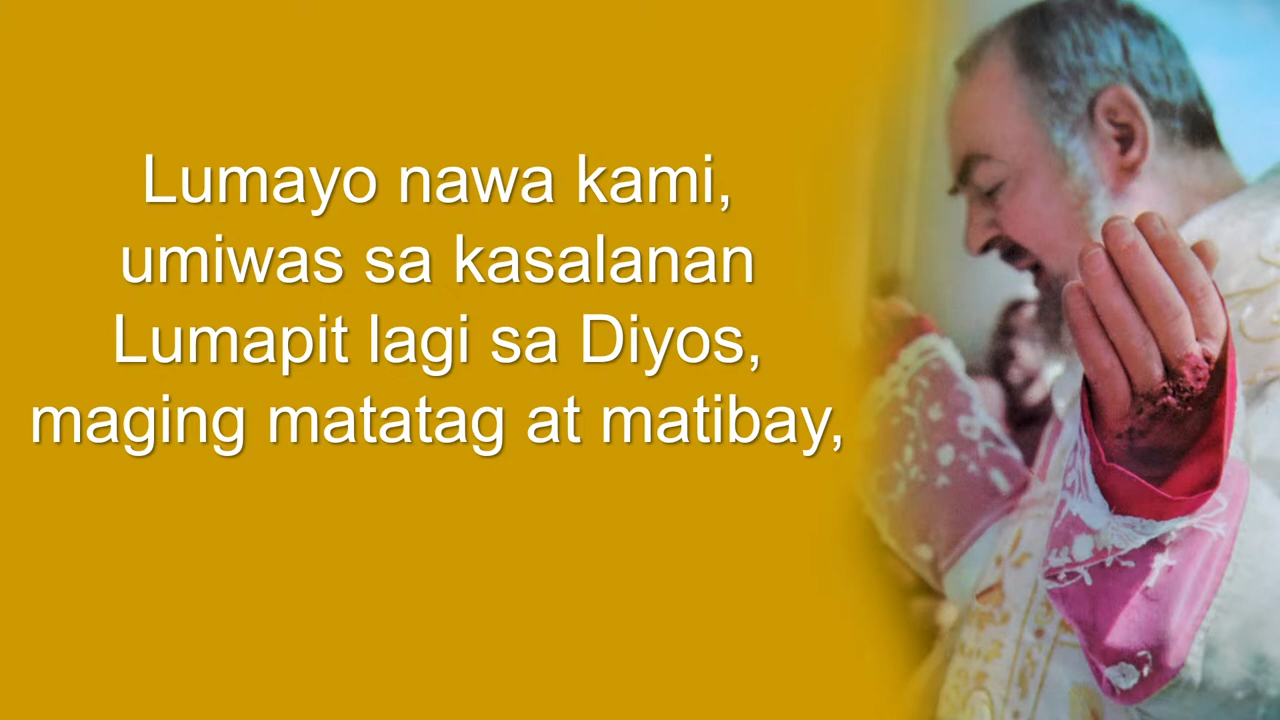 Lumayo nawa kami,
umiwas sa kasalanan
Lumapit lagi sa Diyos,
maging matatag at matibay,